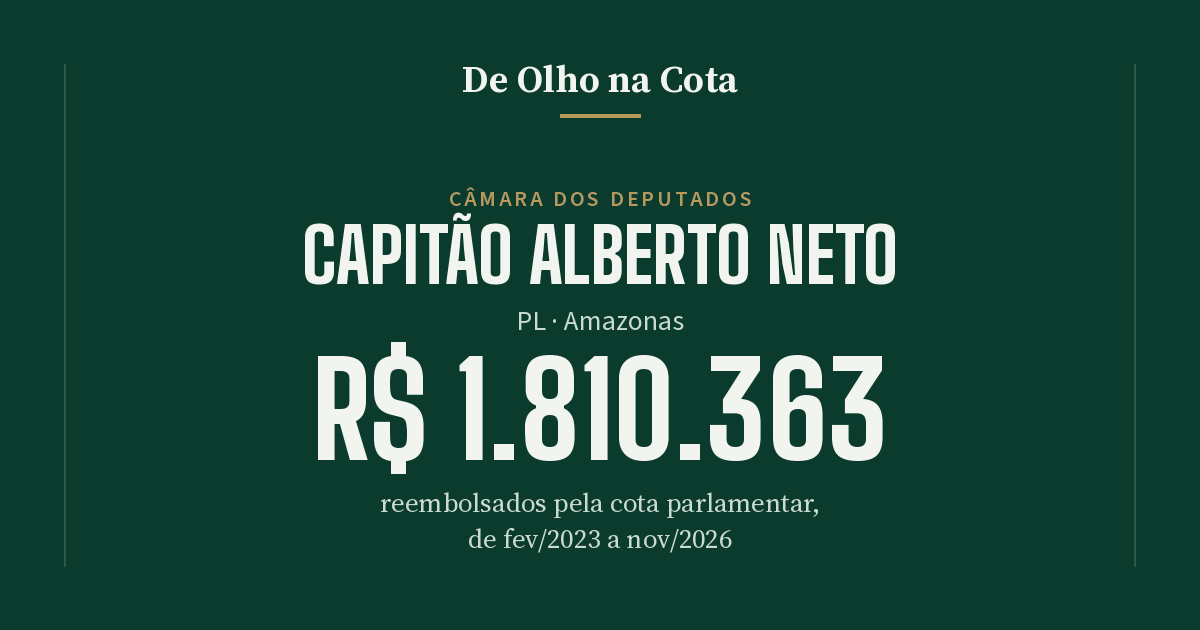 De Olho na Cota
CÂMARA DOS DEPUTADOS
CAPITÃO ALBERTO NETO
PL · Amazonas
R$ 1.810.363
reembolsados pela cota parlamentar,
de fev/2023 a nov/2026